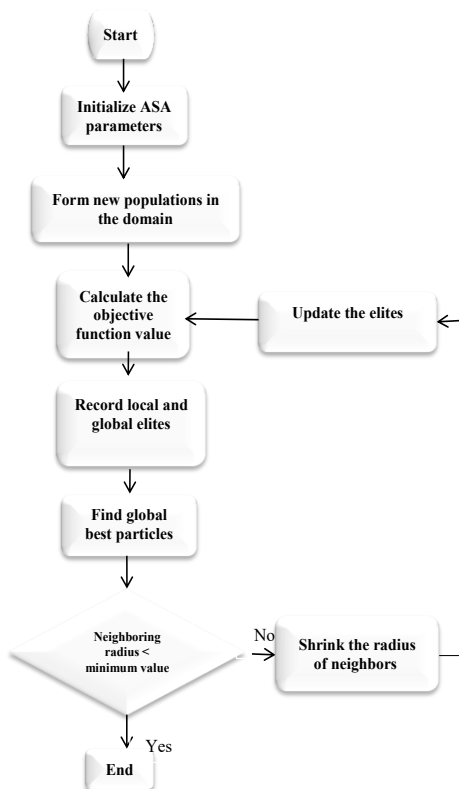 Start
Initialize ASA
parameters
Form new populations in
the domain
Calculate the
objective
function value
Update the elites
Record local and
global elites
Find global
best particles
Neighboring
radius <
minimum value
No
Shrink the radius
of neighbors
Yes
End